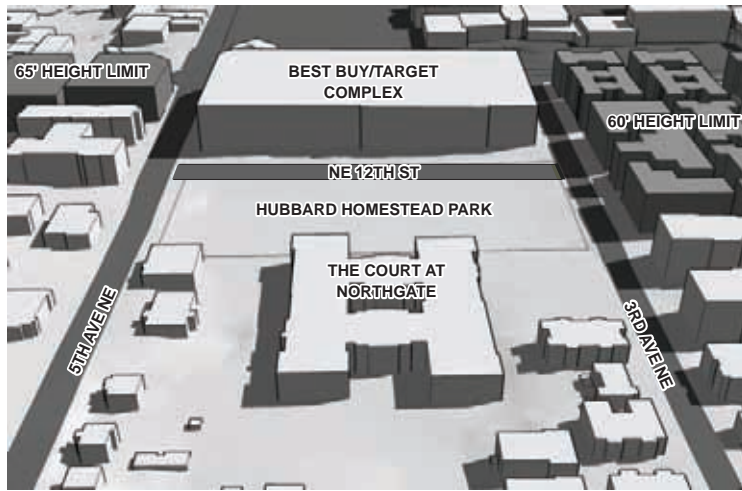 65' HEIGHT LIMIT
BEST BUY/TARGET
COMPLEX
60' HEIGHT LIMIT
NE 12TH ST
HUBBARD HOMESTEAD PARK
THE COURT AT
NORTHGATE
5TH AVE NE
3RD AVE NE